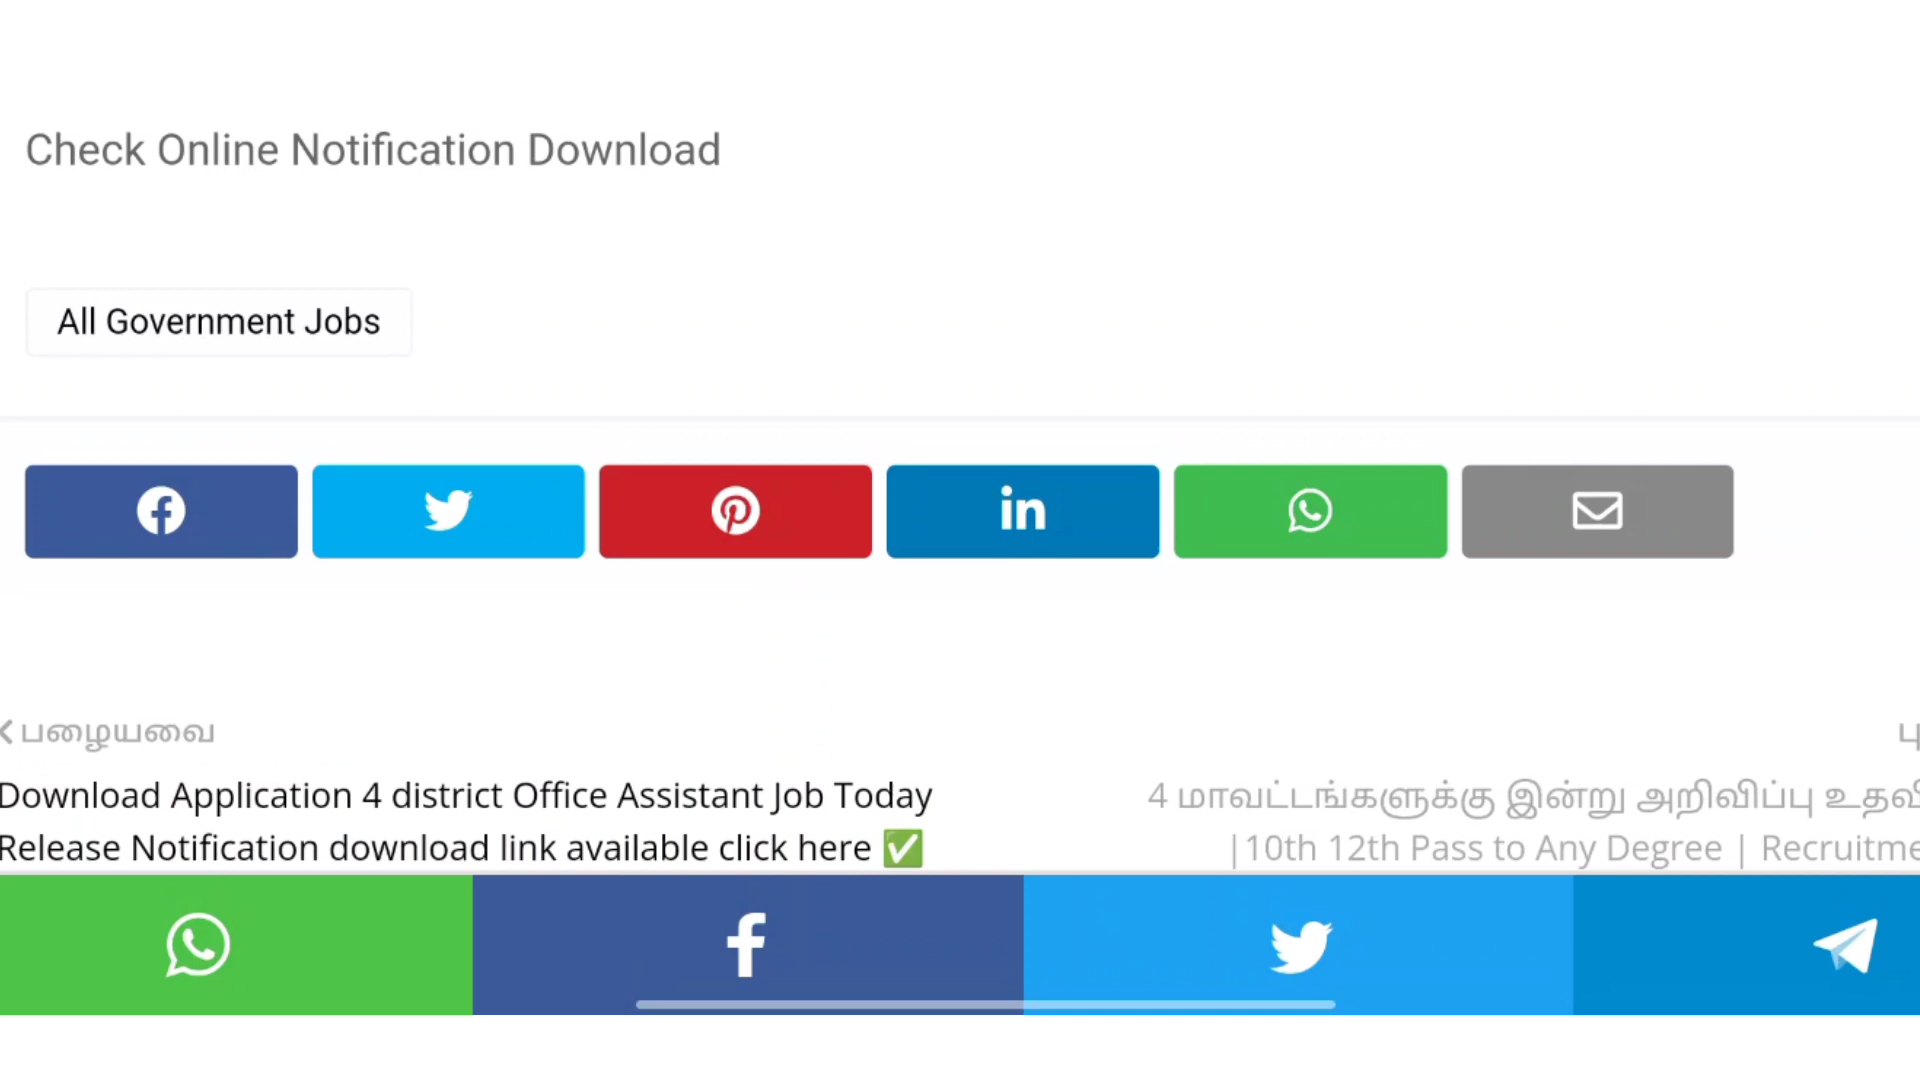 Check Online Notification Download
All Government Jobs
பழையவை
Download Application 4 district Office Assistant Job Today
Release Notification download link available click here ✅
4 மாவட்டங்களுக்கு இன்று அறிவிப்பு
|10th 12th Pass to Any Degree |